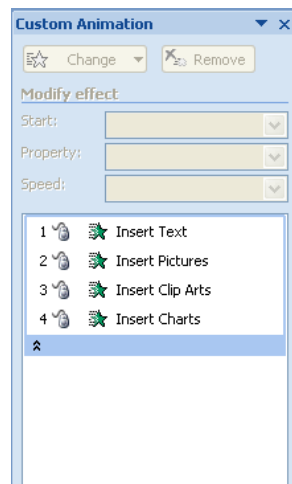 Custom Animation
Change Remove
Modify effect
Start:
Property:
Speed:
1 Insert Text
2 Insert Pictures
3 Insert Clip Arts
4 Insert Charts